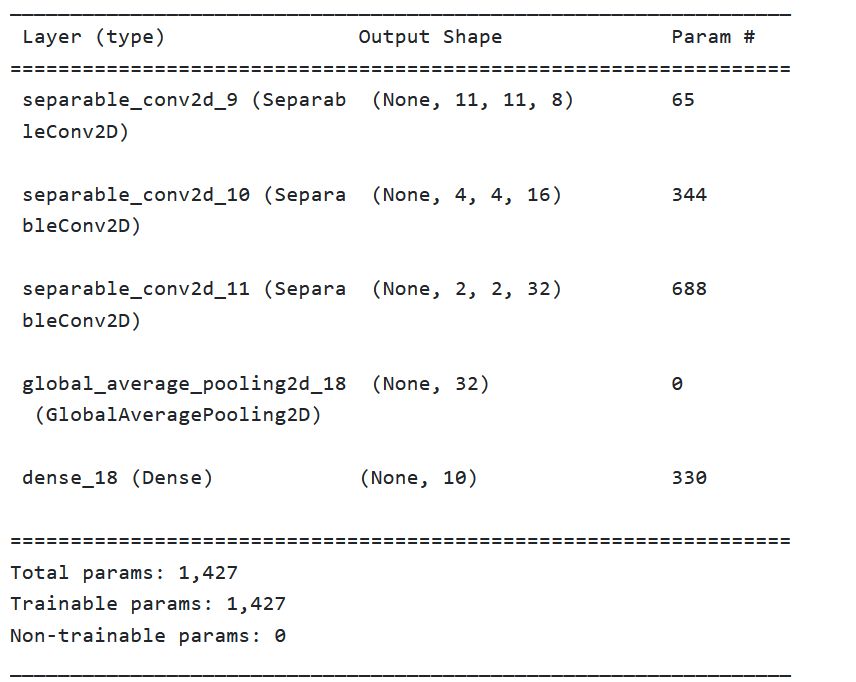 Layer (type) Output Shape Param #
=================================================================
separable_conv2d_9 (Separab (None, 11, 11, 8) 65
leConv2D)
separable_conv2d_10 (Separa (None, 4, 4, 16) 344
bleConv2D)
separable_conv2d_11 (Separa (None, 2, 2, 32) 688
bleConv2D)
global_average_pooling2d_18 (None, 32) 0
(GlobalAveragePooling2D)
dense_18 (Dense) (None, 10) 330
=================================================================
Total params: 1,427
Trainable params: 1,427
Non-trainable params: 0